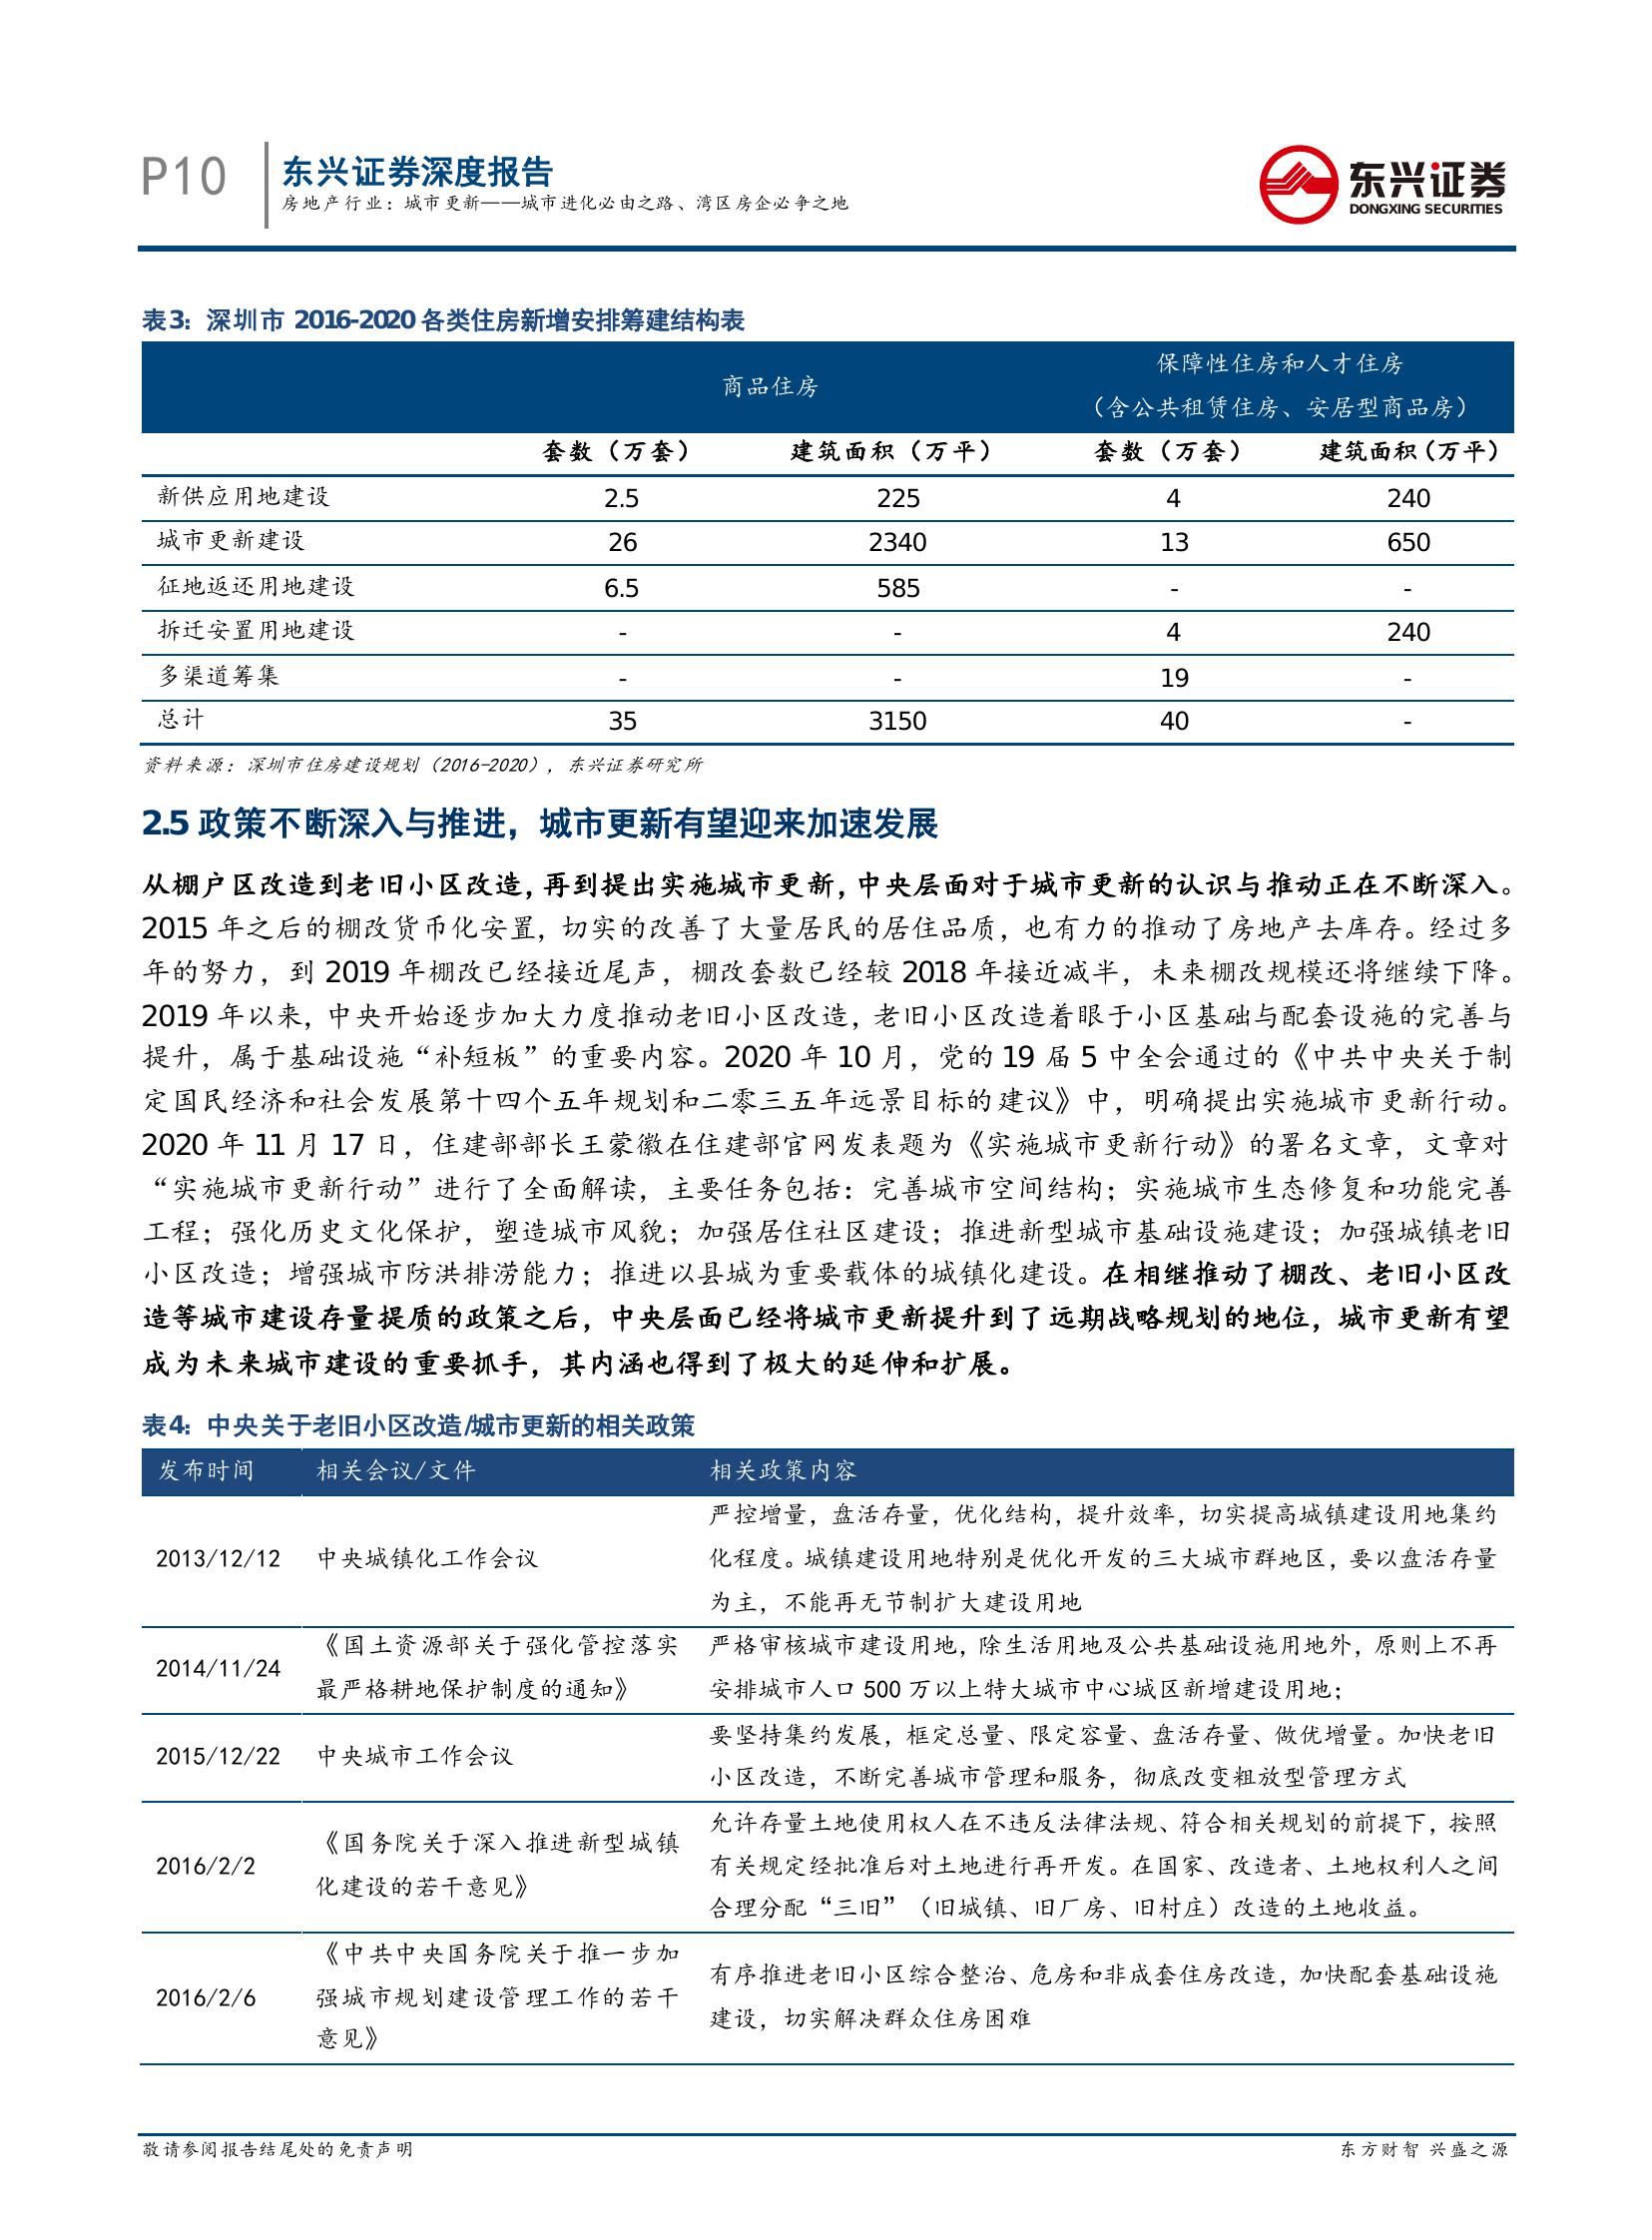 P10
东兴证券深度报告
房地产行业：城市更新——城市进化必由之路、湾区房企必争之地
东兴证券
DONGXING SECURITIES
表3：深圳市 2016-2020 各类住房新增安排筹建结构表
商品住房 保障性住房和人才住房
（含公共租赁住房、安居型商品房）
套数（万套） 建筑面积（万平） 套数（万套） 建筑面积（万平）
新供应用地建设 2.5 225 4 240
城市更新建设 26 2340 13 650
征地返还用地建设 6.5 585 - -
拆迁安置用地建设 - - 4 240
多渠道筹集 - - 19 -
总计 35 3150 40 -
资料来源：深圳市住房建设规划（2016-2020），东兴证券研究所
2.5 政策不断深入与推进，城市更新有望迎来加速发展
从棚户区改造到老旧小区改造，再到提出实施城市更新，中央层面对于城市更新的认识与推动正在不断深入。
2015 年之后的棚改货币化安置，切实的改善了大量居民的居住品质，也有力的推动了房地产去库存。经过多
年的努力，到 2019 年棚改已经接近尾声，棚改套数已经较 2018 年接近减半，未来棚改规模还将继续下降。
2019 年以来，中央开始逐步加大力度推动老旧小区改造，老旧小区改造着眼于小区基础与配套设施的完善与
提升，属于基础设施“补短板”的重要内容。2020 年 10 月，党的 19 届 5 中全会通过的《中共中央关于制
定国民经济和社会发展第十四个五年规划和二零三五年远景目标的建议》中，明确提出实施城市更新行动。
2020 年 11 月 17 日，住建部部长王蒙徽在住建部官网发表题为《实施城市更新行动》的署名文章，文章对
“实施城市更新行动”进行了全面解读，主要任务包括：完善城市空间结构；实施城市生态修复和功能完善
工程；强化历史文化保护，塑造城市风貌；加强居住社区建设；推进新型城市基础设施建设；加强城镇老旧
小区改造；增强城市防洪排涝能力；推进以县城为重要载体的城镇化建设。在相继推动了棚改、老旧小区改
造等城市建设存量提质的政策之后，中央层面已经将城市更新提升到了远期战略规划的地位，城市更新有望
成为未来城市建设的重要抓手，其内涵也得到了极大的延伸和扩展。
表4：中央关于老旧小区改造/城市更新的相关政策
发布时间 相关会议/文件 相关政策内容
2013/12/12 中央城镇化工作会议 严控增量，盘活存量，优化结构，提升效率，切实提高城镇建设用地集约
化程度。城镇建设用地特别是优化开发的三大城市群地区，要以盘活存量
为主，不能再无节制扩大建设用地
2014/11/24 《国土资源部关于强化管控落实 严格审核城市建设用地，除生活用地及公共基础设施用地外，原则上不再
最严格耕地保护制度的通知》 安排城市人口 500 万以上特大城市中心城区新增建设用地；
2015/12/22 中央城市工作会议 要坚持集约发展，框定总量、限定容量、盘活存量、做优增量。加快老旧
小区改造，不断完善城市管理和服务，彻底改变粗放型管理方式
2016/2/2 《国务院关于深入推进新型城镇 允许存量土地使用权人在不违反法律法规、符合相关规划的前提下，按照
化建设的若干意见》 有关规定经批准后对土地进行再开发。在国家、改造者、土地权利人之间
合理分配“三旧”（旧城镇、旧厂房、旧村庄）改造的土地收益。
2016/2/6 《中共中央国务院关于推一步加 有序推进老旧小区综合整治、危房和非成套住房改造，加快配套基础设施
强城市规划建设管理工作的若干 建设，切实解决群众住房困难
意见》
敬请参阅报告结尾处的免责声明 东方财智 兴盛之源